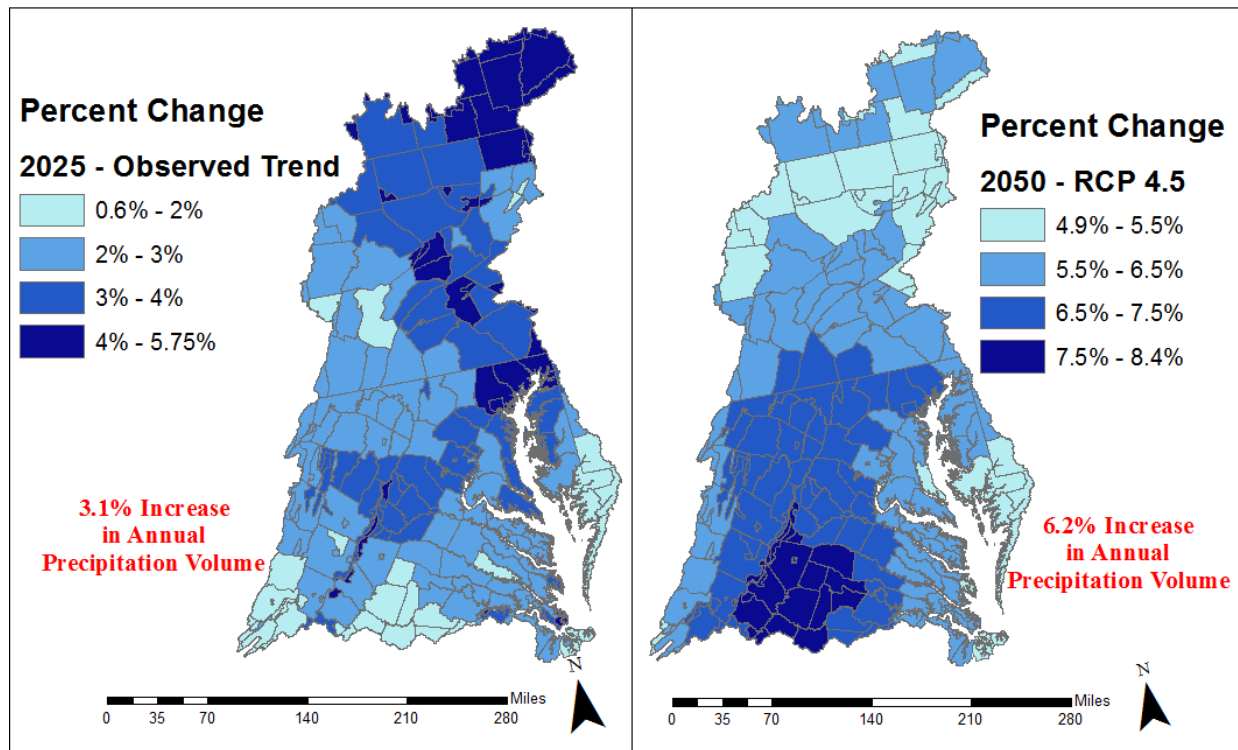 Percent Change
2025 - Observed Trend
0.6% - 2%
2% - 3%
3% - 4%
4% - 5.75%
3.1% Increase
in Annual
Precipitation Volume
N
Miles
0 35 70 140 210 280
Percent Change
2050 - RCP 4.5
4.9% - 5.5%
5.5% - 6.5%
6.5% - 7.5%
7.5% - 8.4%
6.2% Increase
in Annual
Precipitation Volume
N
Miles
0 35 70 140 210 280